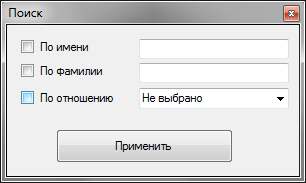 Поиск
По имени
По фамилии
По отношению Не выбрано
Применить